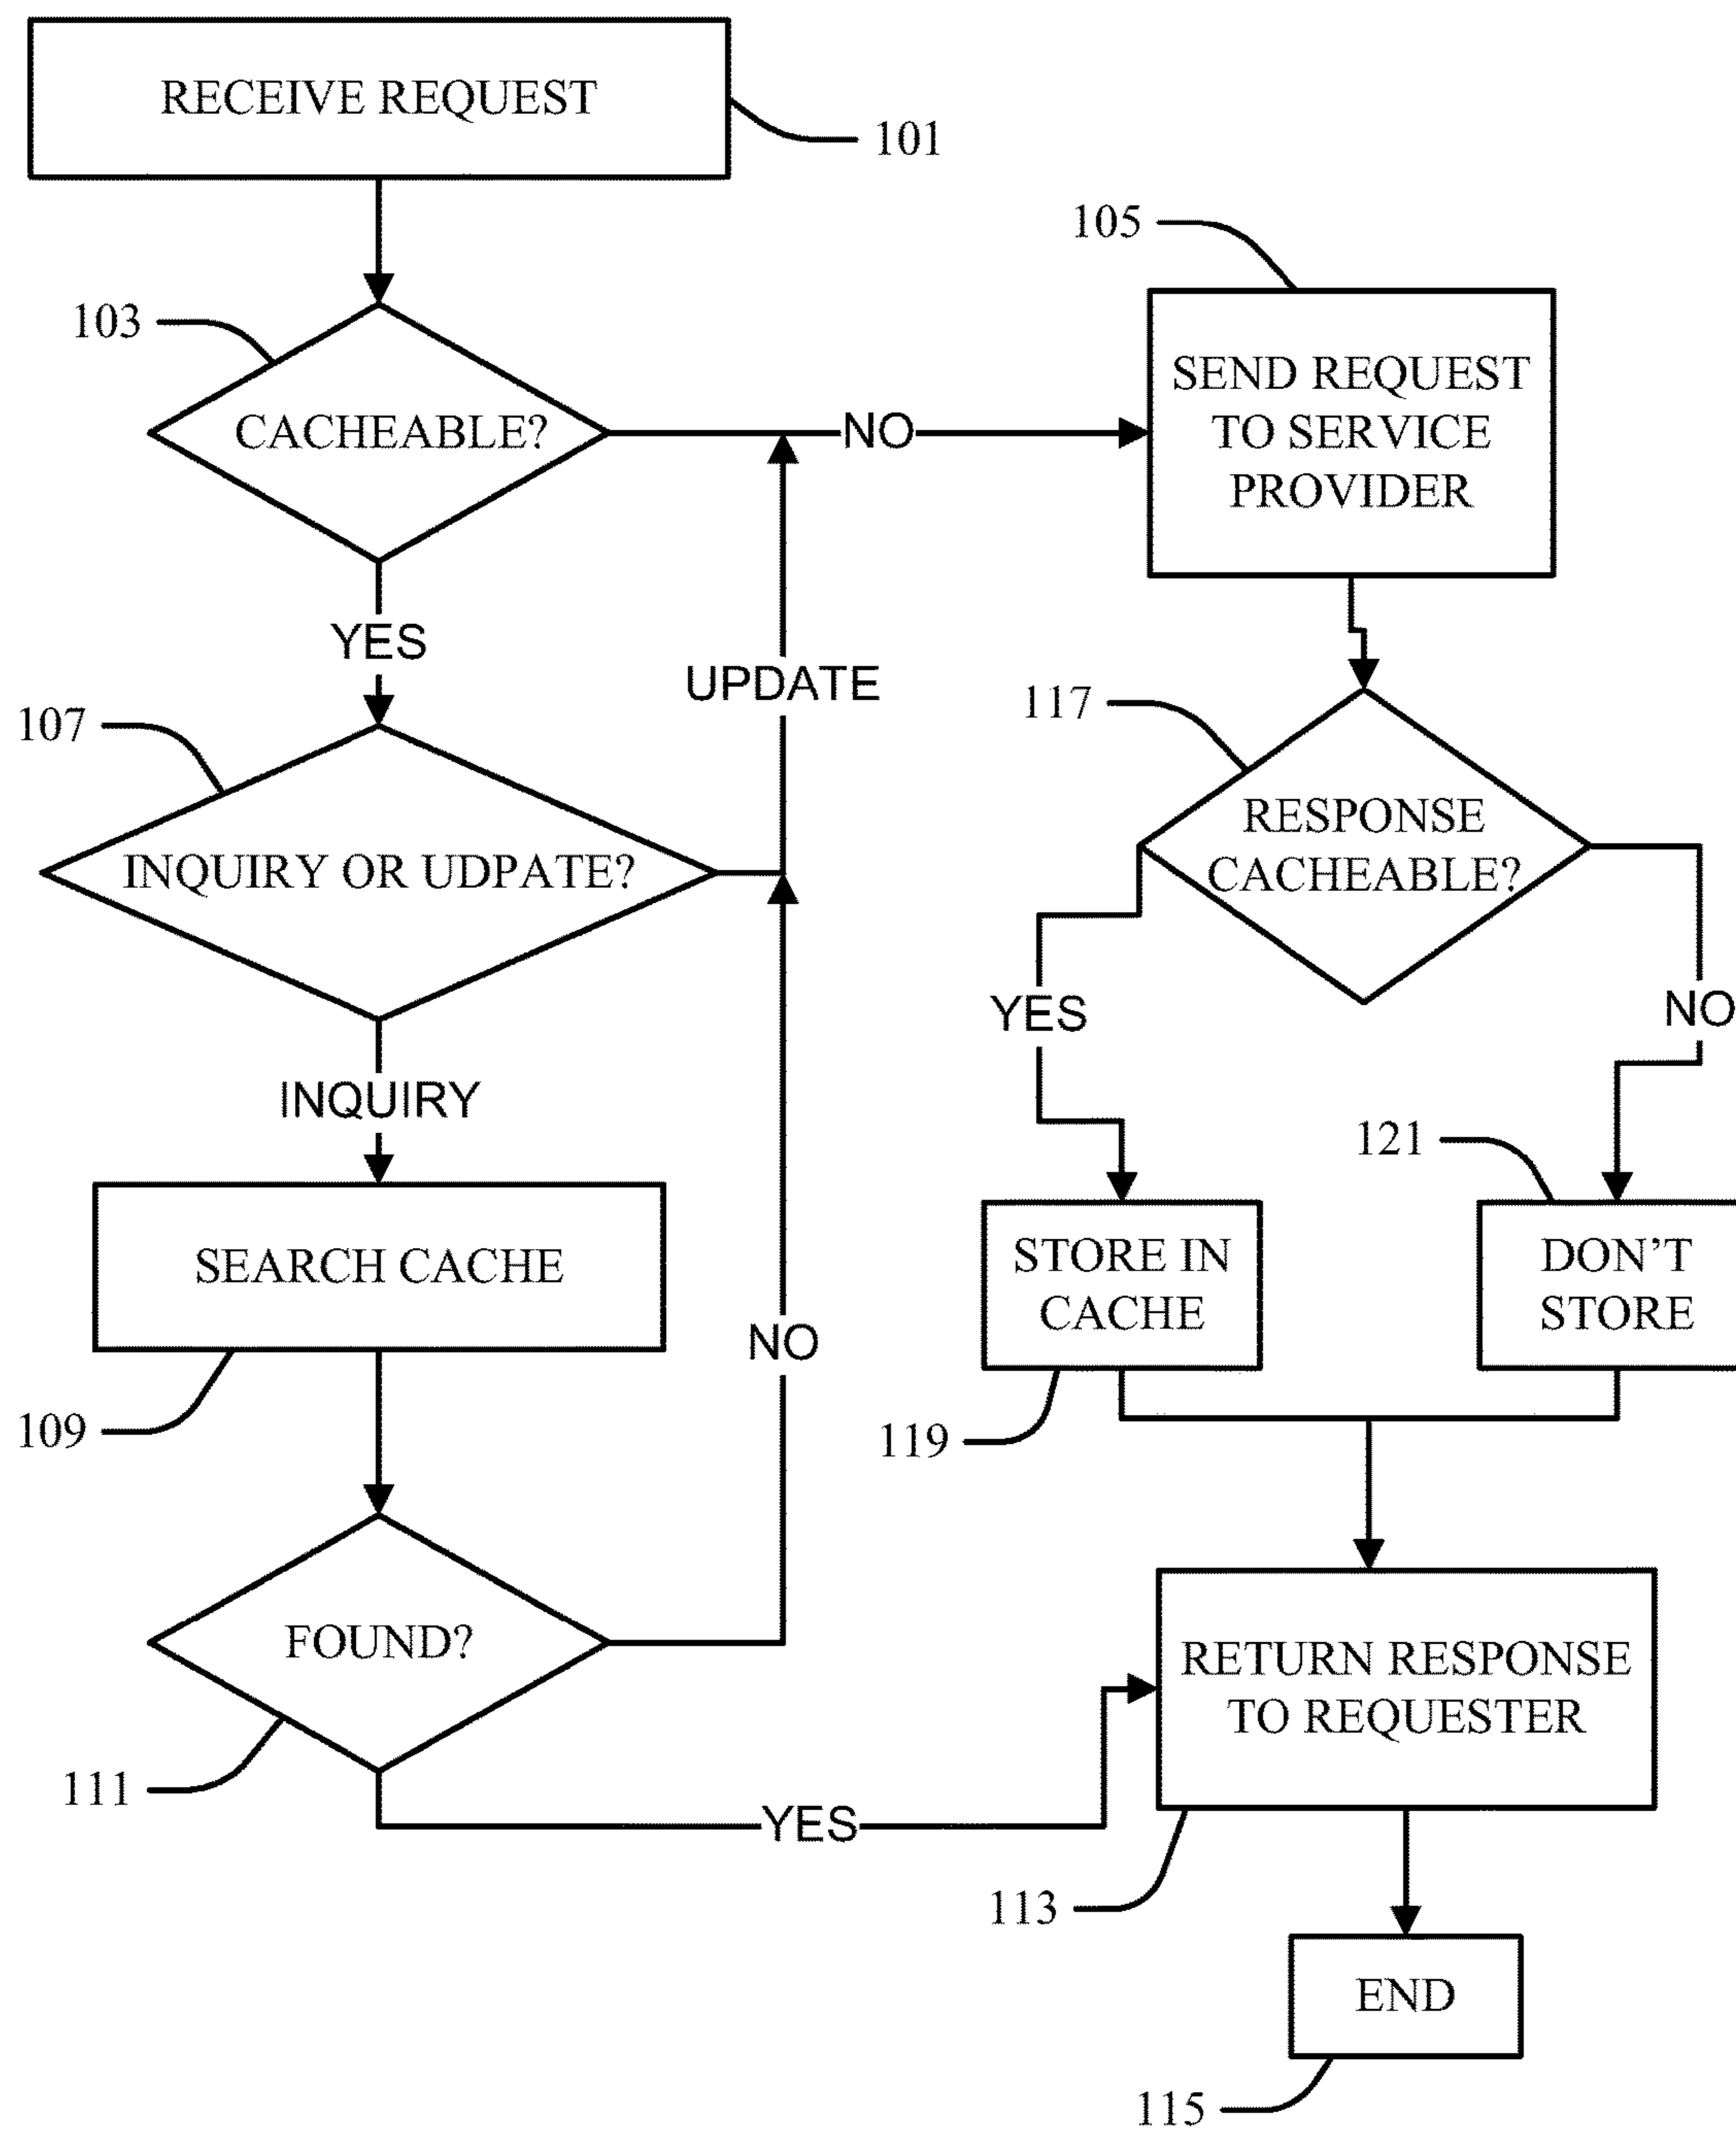 RECEIVE REQUEST
101
105
103
CACHEABLE?
NO
SEND REQUEST
TO SERVICE
PROVIDER
YES
UPDATE
107
117
INQUIRY OR UDPATE?
RESPONSE
CACHEABLE?
YES
NO
INQUIRY
121
SEARCH CACHE
STORE IN
CACHE
DON'T
STORE
NO
109
119
FOUND?
RETURN RESPONSE
TO REQUESTER
111
YES
113
END
115